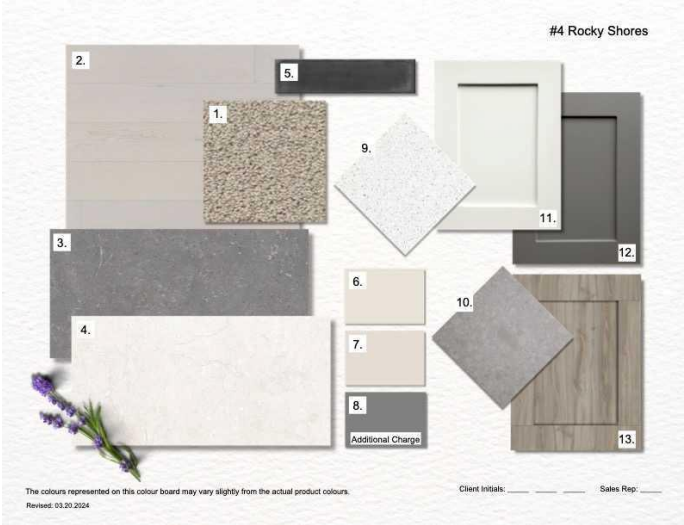 #4 Rocky Shores
2.
5.
1.
9.
11.
12.
3.
6.
10.
4.
7.
8.
Additional Charge
13.
The colours represented on this colour board may vary slightly from the actual product colours.
Client Initials: ____ ____ ____ Sales Rep: ____
Revised: 03.20.2024